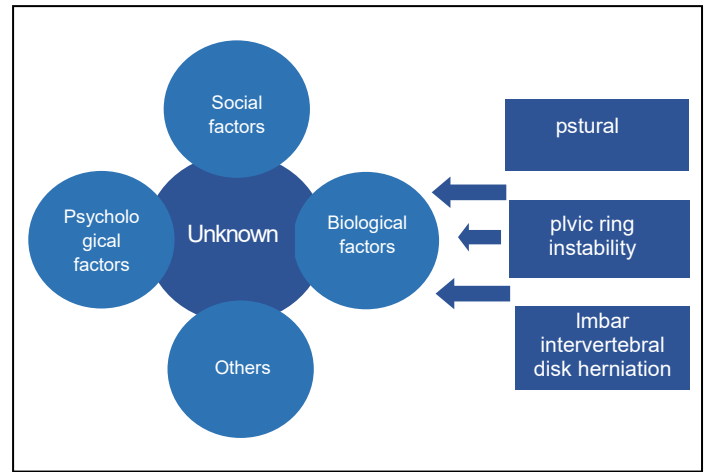 Social
factors
Psycholo
gical
factors
Unknown
Biological
factors
Others
pstural
plvic ring
instability
lmbar
intervertebral
disk herniation